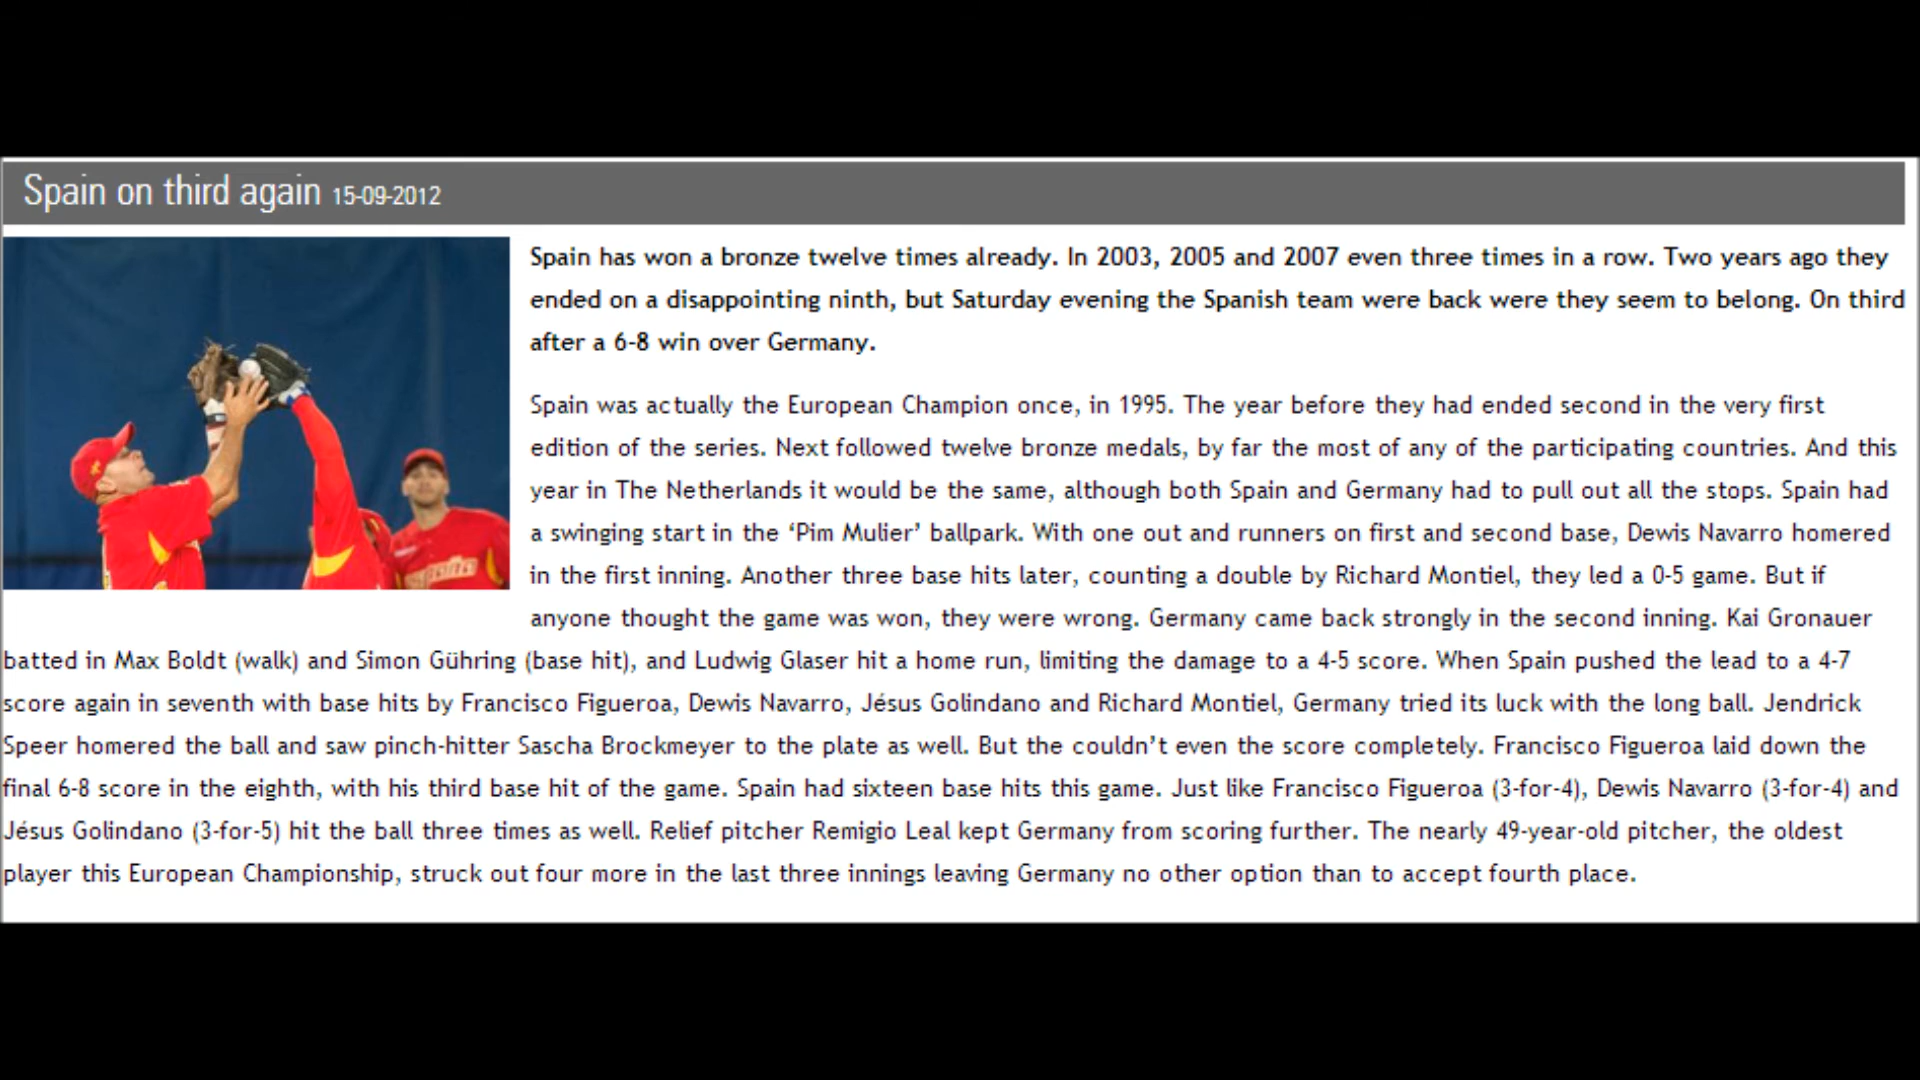 Spain on third again 15-09-2012
Spain has won a bronze twelve times already. In 2003, 2005 and 2007 even three times in a row. Two years ago they
ended on a disappointing ninth, but Saturday evening the Spanish team were back were they seem to belong. On third
after a 6-8 win over Germany.
Spain was actually the European Champion once, in 1995. The year before they had ended second in the very first
edition of the series. Next followed twelve bronze medals, by far the most of any of the participating countries. And this
year in The Netherlands it would be the same, although both Spain and Germany had to pull out all the stops. Spain had
a swinging start in the ‘Pim Mulier’ ballpark. With one out and runners on first and second base, Dewis Navarro homered
in the first inning. Another three base hits later, counting a double by Richard Montiel, they led a 0-5 game. But if
anyone thought the game was won, they were wrong. Germany came back strongly in the second inning. Kai Gronauer
batted in Max Boldt (walk) and Simon Gühring (base hit), and Ludwig Glaser hit a home run, limiting the damage to a 4-5 score. When Spain pushed the lead to a 4-7
score again in seventh with base hits by Francisco Figueroa, Dewis Navarro, Jésus Golindano and Richard Montiel, Germany tried its luck with the long ball. Jendrick
Speer homered the ball and saw pinch-hitter Sascha Brockmeyer to the plate as well. But the couldn’t even the score completely. Francisco Figueroa laid down the
final 6-8 score in the eighth, with his third base hit of the game. Spain had sixteen base hits this game. Just like Francisco Figueroa (3-for-4), Dewis Navarro (3-for-4) and
Jésus Golindano (3-for-5) hit the ball three times as well. Relief pitcher Remigio Leal kept Germany from scoring further. The nearly 49-year-old pitcher, the oldest
player this European Championship, struck out four more in the last three innings leaving Germany no other option than to accept fourth place.